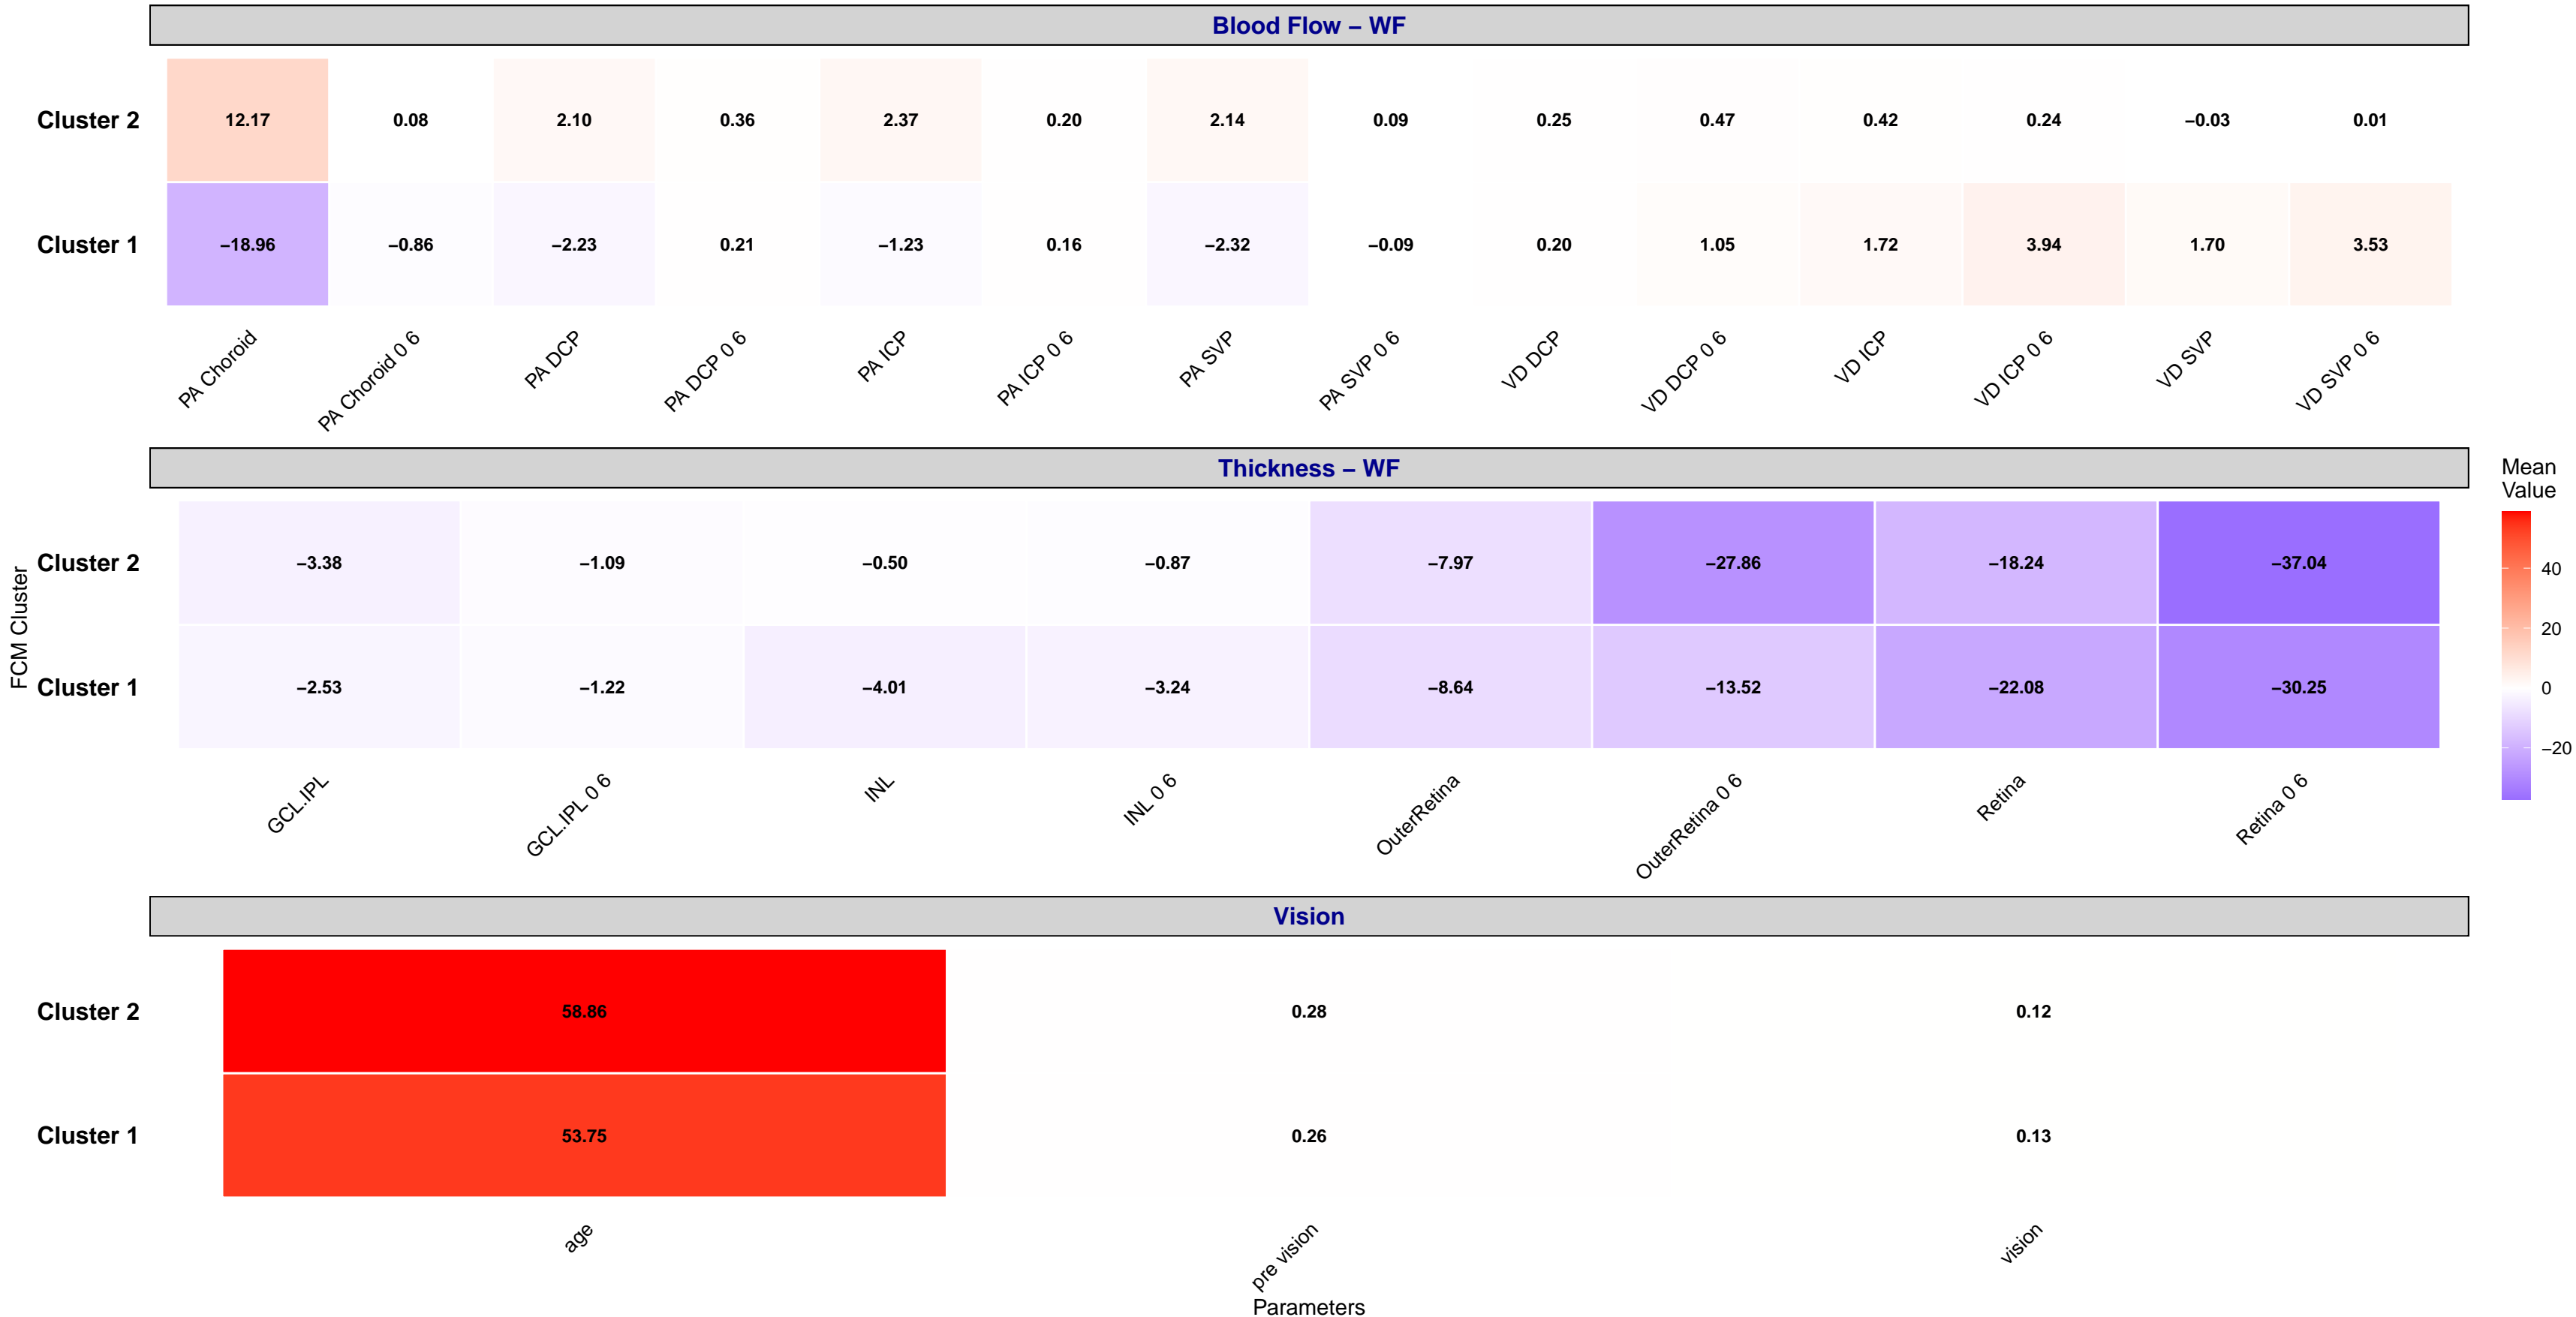 Blood Flow – WF
Cluster 2 12.17 0.08 2.10 0.36 2.37 0.20 2.14 0.09 0.25 0.47 0.42 0.24 −0.03 0.01
Cluster 1 −18.96 −0.86 −2.23 0.21 −1.23 0.16 −2.32 −0.09 0.20 1.05 1.72 3.94 1.70 3.53
PA Choroid PA Choroid 0 6 PA DCP PA DCP 0 6 PA ICP PA ICP 0 6 PA SVP PA SVP 0 6 VD DCP VD DCP 0 6 VD ICP VD ICP 0 6 VD SVP VD SVP 0 6
Thickness – WF
Cluster 2 −3.38 −1.09 −0.50 −0.87 −7.97 −27.86 −18.24 −37.04
Cluster 1 −2.53 −1.22 −4.01 −3.24 −8.64 −13.52 −22.08 −30.25
GCL.IPL GCL.IPL 0 6 INL INL 0 6 OuterRetina OuterRetina 0 6 Retina Retina 0 6
Vision
Cluster 2 58.86 0.28 0.12
Cluster 1 53.75 0.26 0.13
age pre vision vision
Parameters
FCM Cluster
Mean
Value
40
20
0
−20